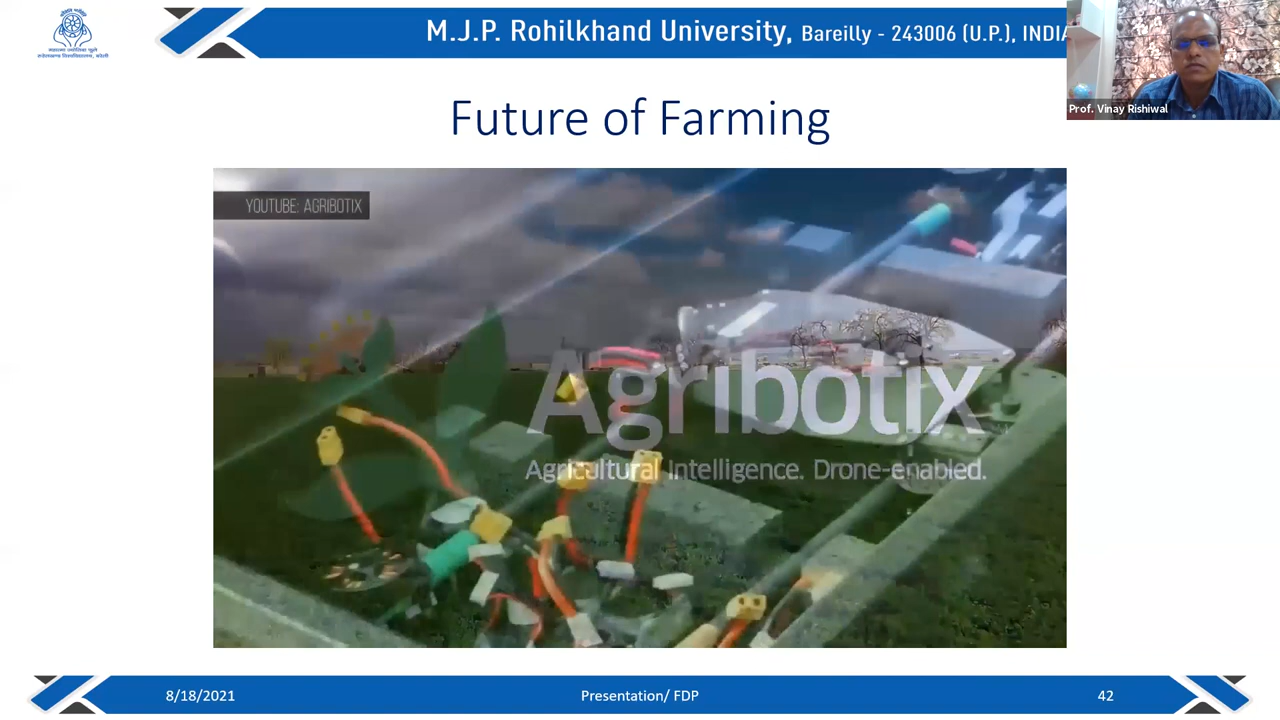 M.J.P. Rohilkhand University, Bareilly - 243006 (U.P.), INDIA
Prof. Vinay Rishiwal
Future of Farming
YOUTUBE: AGRIBOTIX
Agribotix
Agricultural Intelligence. Drone-enabled.
8/18/2021
Presentation/ FDP
42